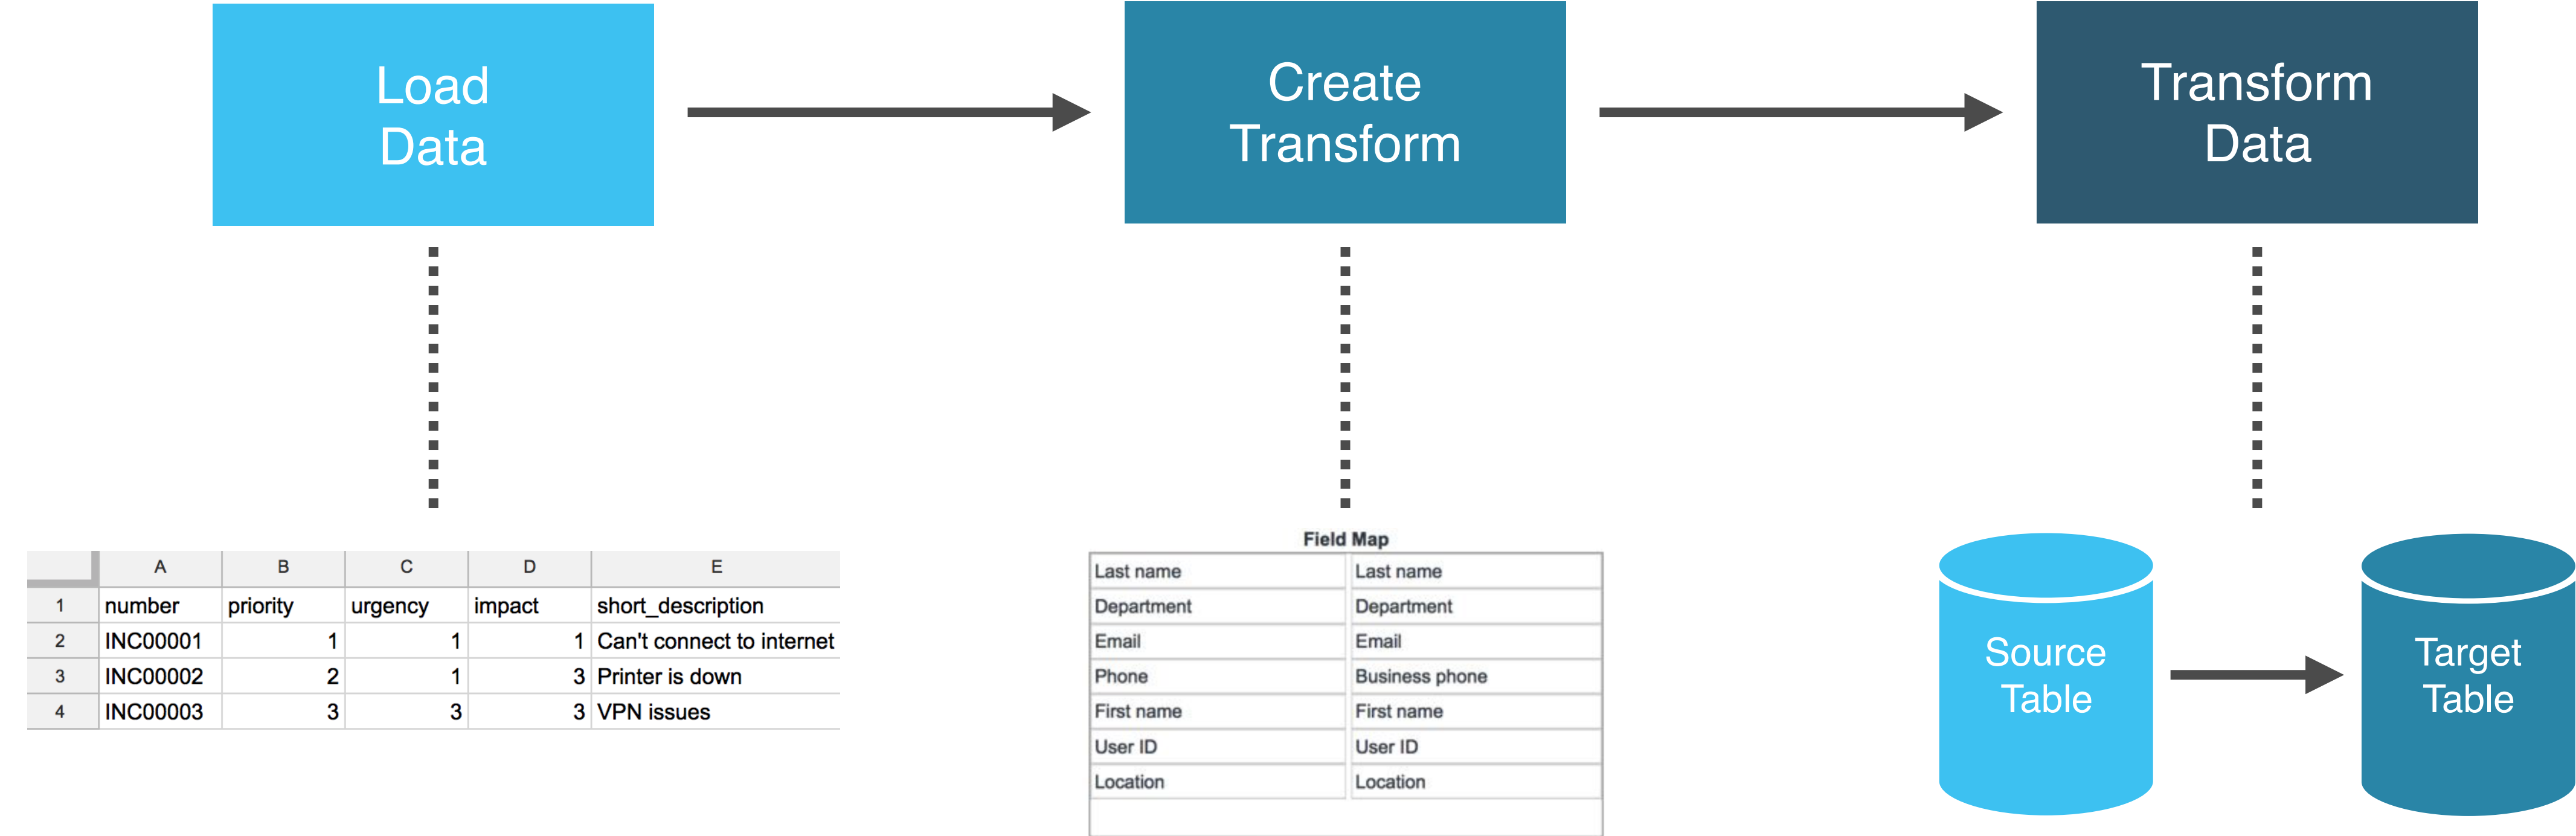 Load
Data
Create
Transform
Transform
Data
A B C D E
1 number priority urgency impact short_description
2 INC00001 1 1 1 Can't connect to internet
3 INC00002 2 1 3 Printer is down
4 INC00003 3 3 3 VPN issues
Field Map
Last name Last name
Department Department
Email Email
Phone Business phone
First name First name
User ID User ID
Location Location
Source
Table
Target
Table